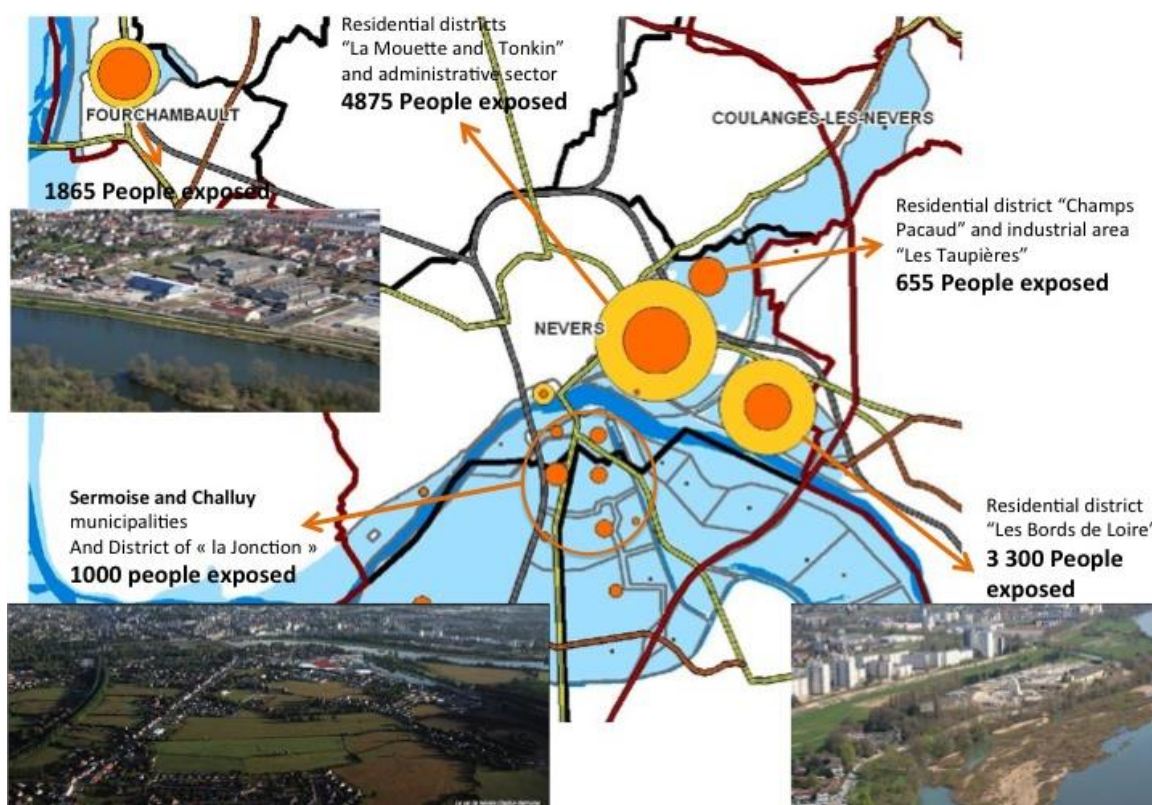 Residential districts
“La Mouette and Tonkin”
and administrative sector
4875 People exposed
FOURCHAMBAULT
COULANGES-LES-NEVERS
1865 People exposed
Residential district “Champs
Pacaud” and industrial area
“Les Taupières”
655 People exposed
NEVERS
Sermoise and Challuy
municipalities
And District of « la Jonction »
1000 people exposed
Residential district
“Les Bords de Loire”
3 300 People
exposed